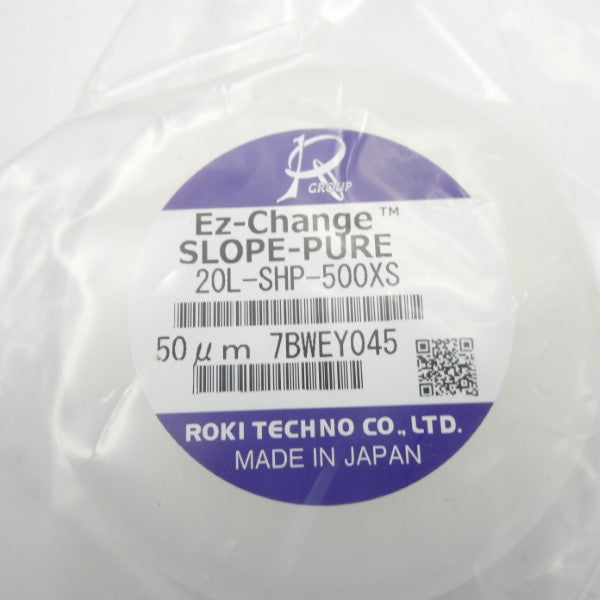 R
GROUP
Ez-Change™
SLOPE-PURE
20L-SHP-500XS
50μm 7BWEY045
ROKI TECHNO CO., LTD.
MADE IN JAPAN